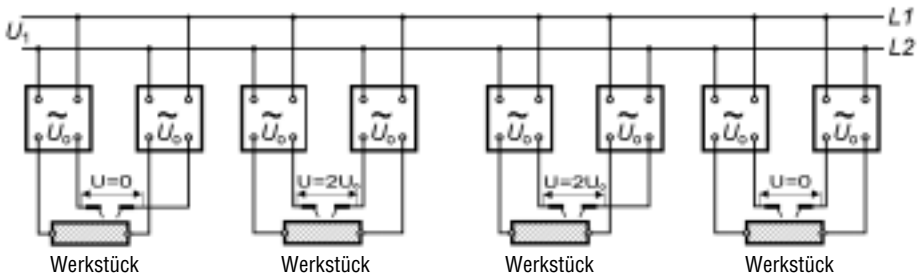 L1
U₁
L2
~ U₀ ~ U₀ ~ U₀ ~ U₀ ~ U₀ ~ U₀ ~ U₀ ~ U₀
U=0 U=2U₀ U=2U₀ U=0
Werkstück Werkstück Werkstück Werkstück